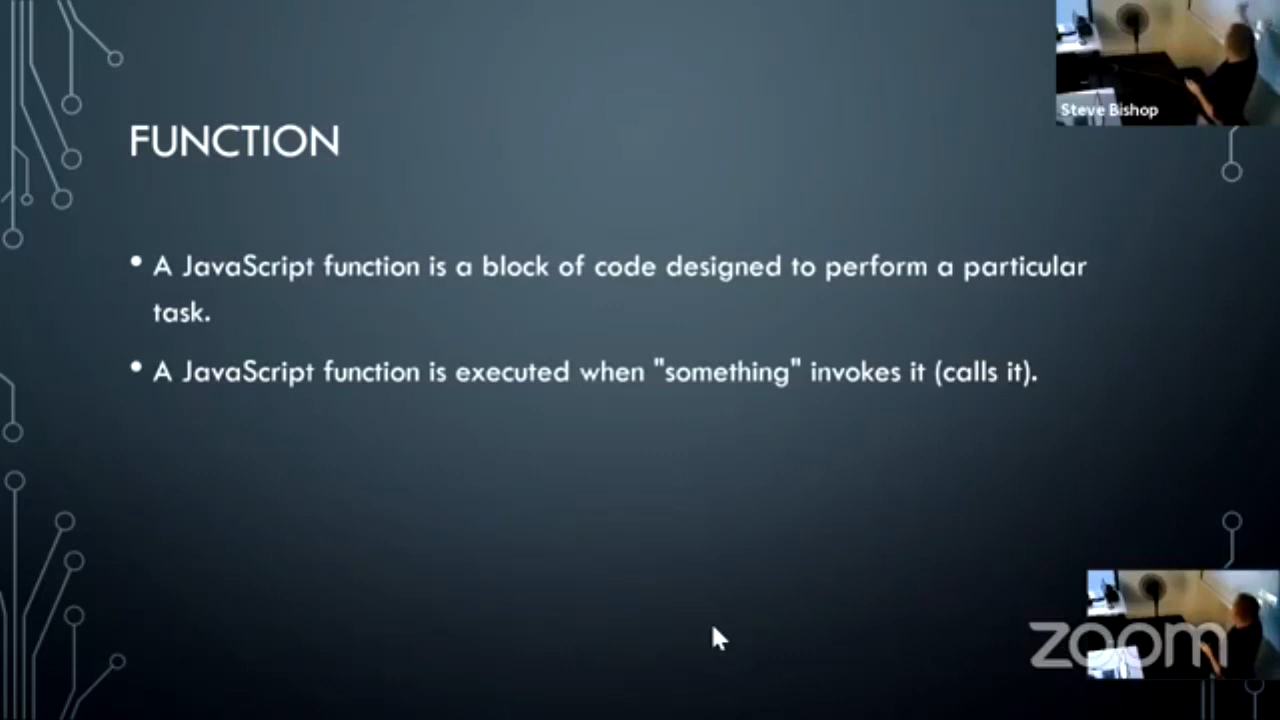 Steve Bishop
FUNCTION
• A JavaScript function is a block of code designed to perform a particular
task.
• A JavaScript function is executed when "something" invokes it (calls it).
zoom